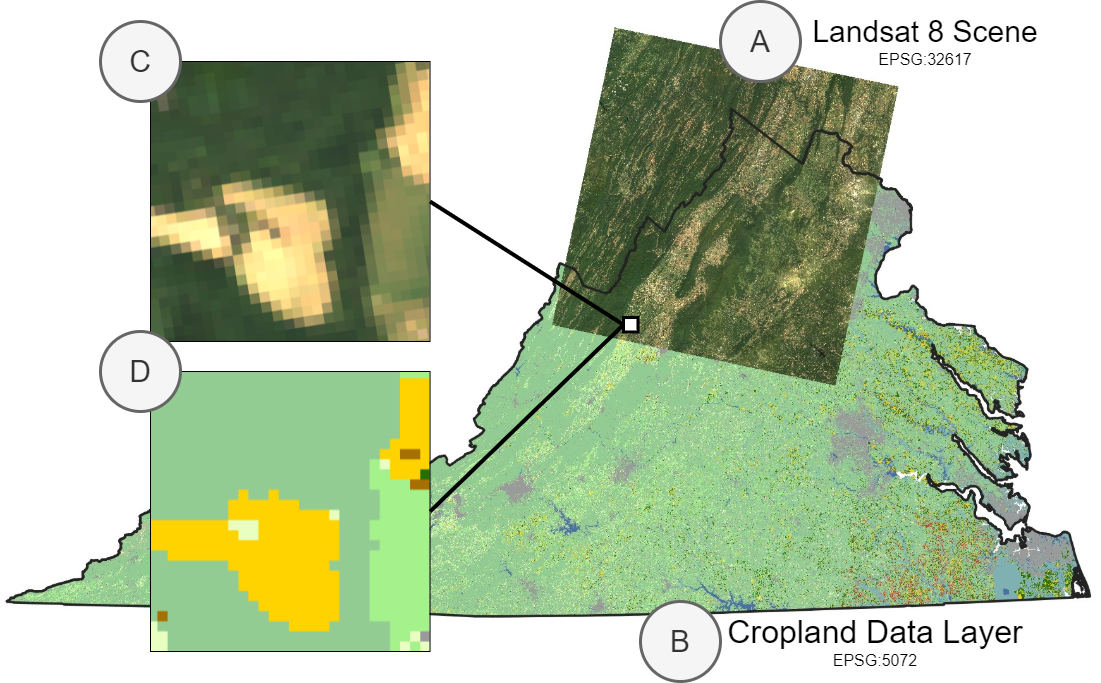 A
Landsat 8 Scene
EPSG:32617
C
D
B
Cropland Data Layer
EPSG:5072